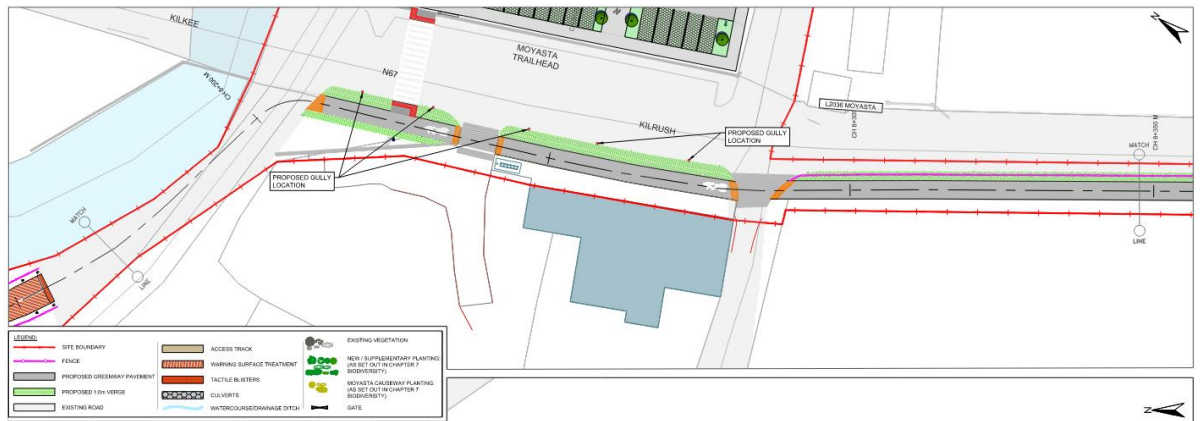 KILKEE
N
CH 8+200 M
N67
MOYASTA
TRAILHEAD
L2036 MOYASTA
KILRUSH
PROPOSED GULLY
LOCATION
CH 8+350 M
MATCH
LINE
PROPOSED GULLY
LOCATION
MATCH
LINE
LEGEND:
SITE BOUNDARY
FENCE
PROPOSED GREENWAY PAVEMENT
PROPOSED 1.0m VERGE
EXISTING ROAD
ACCESS TRACK
WARNING SURFACE TREATMENT
TACTILE BLISTERS
CULVERTS
WATERCOURSE/DRAINAGE DITCH
EXISTING VEGETATION
NEW / SUPPLEMENTARY PLANTING
(AS SET OUT IN CHAPTER 7
BIODIVERSITY)
MOYASTA CAUSEWAY PLANTING
(AS SET OUT IN CHAPTER 7
BIODIVERSITY)
GATE
N